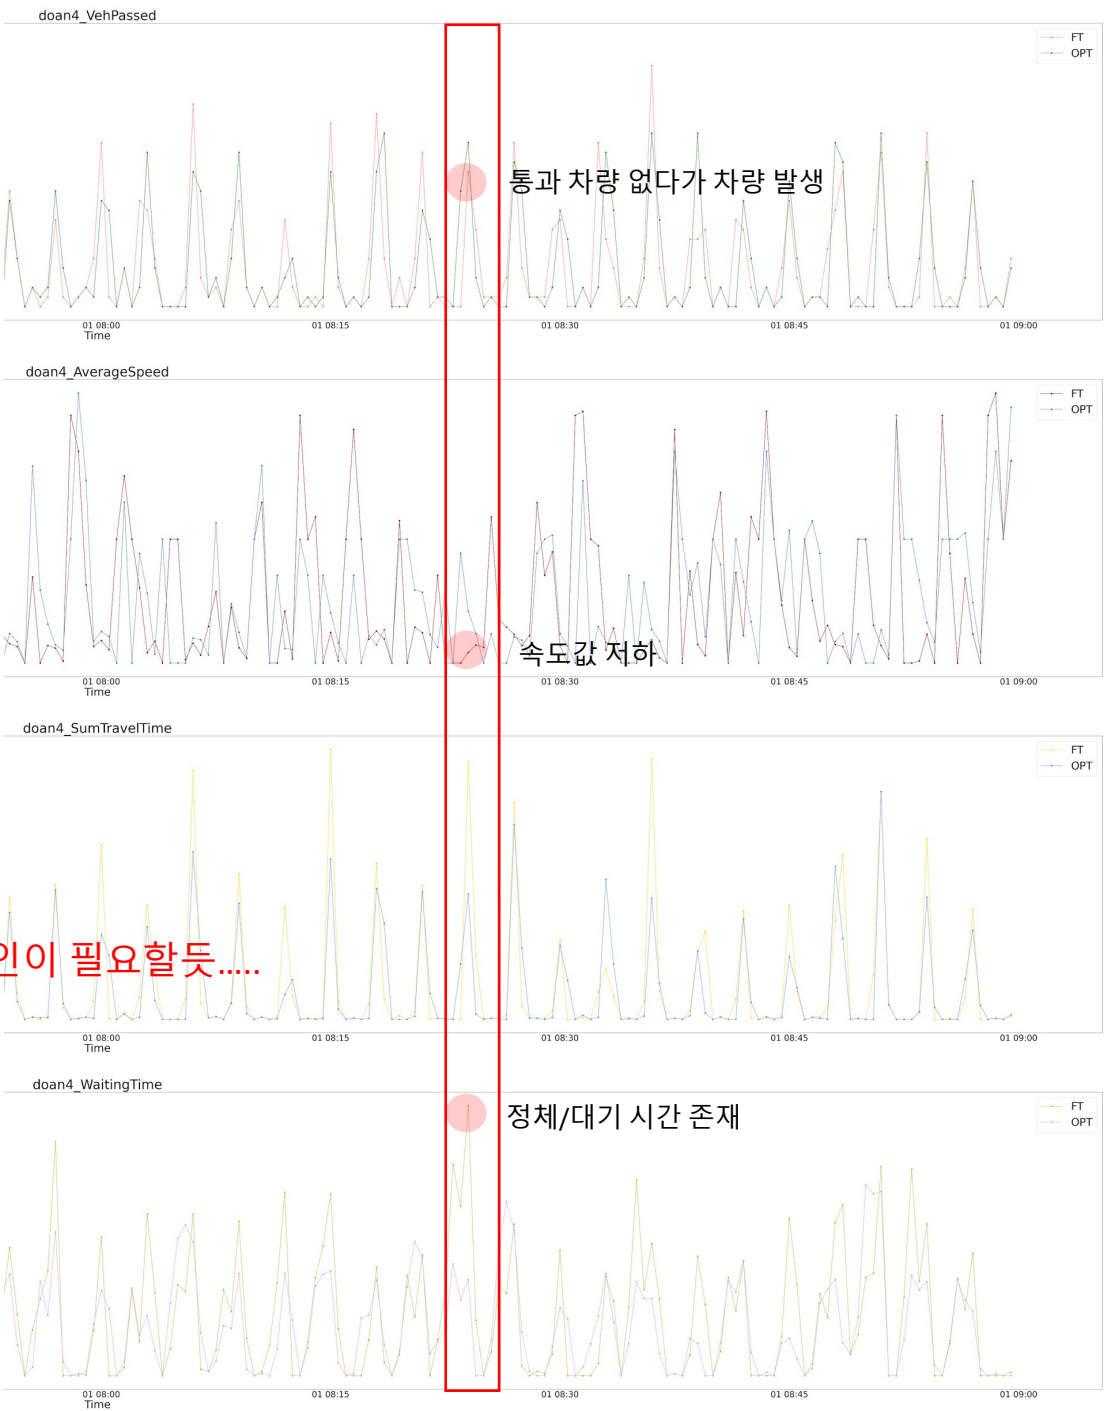 doan4_VehPassed
FT
OPT
통과 차량 없다가 차량 발생
01 08:00
01 08:15
01 08:30
01 08:45
01 09:00
Time
doan4_AverageSpeed
FT
OPT
속도값 저하
01 08:00
01 08:15
01 08:30
01 08:45
01 09:00
Time
doan4_SumTravelTime
FT
OPT
인이 필요할듯.....
01 08:00
01 08:15
01 08:30
01 08:45
01 09:00
Time
doan4_WaitingTime
FT
OPT
정체/대기 시간 존재
01 08:00
01 08:15
01 08:30
01 08:45
01 09:00
Time